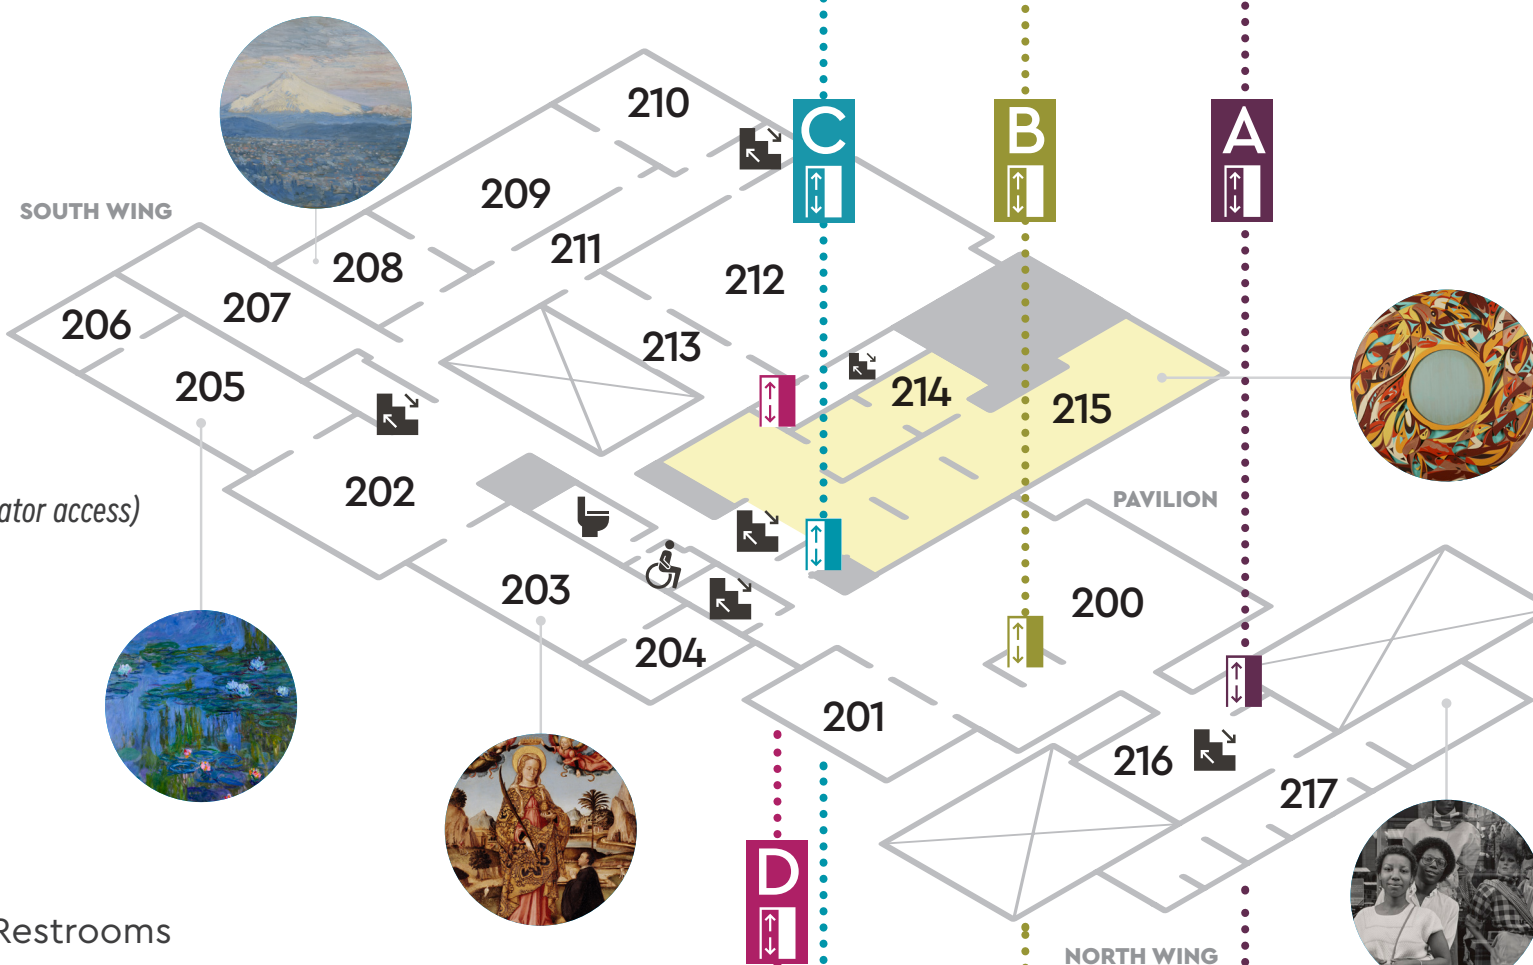 C
B
A
210
209
SOUTH WING
211
208
212
207
206
213
205
214
215
202
PAVILION
ator access)
203
200
204
201
216
217
D
Restrooms
NORTH WING